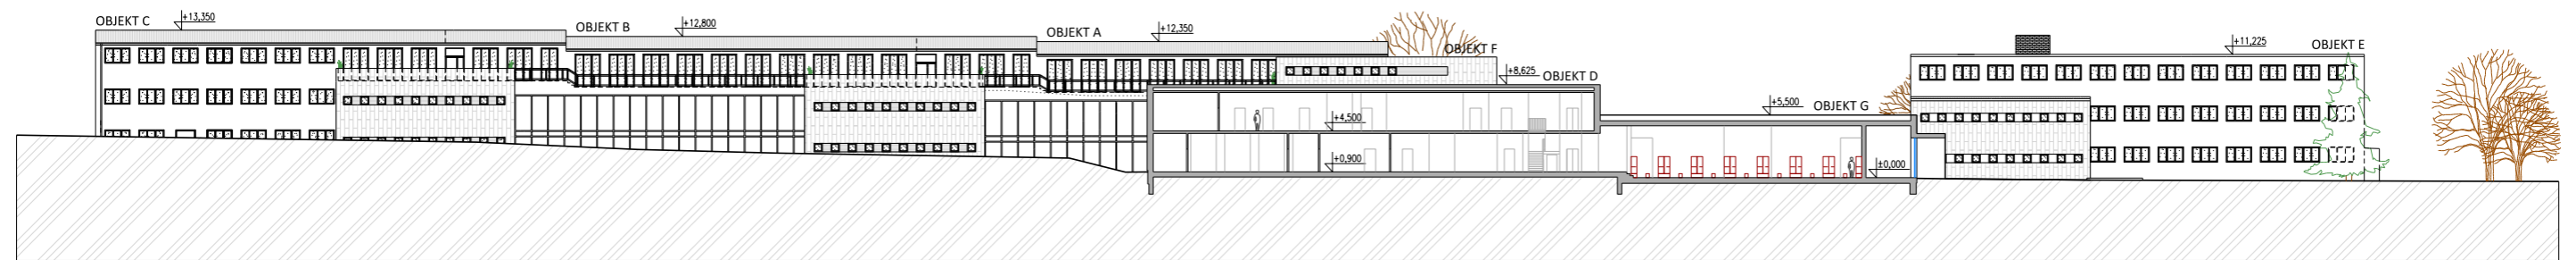 OBJEKT C
+13,350
OBJEKT B
+12,800
OBJEKT A
+12,350
OBJEKT F
+8,625
OBJEKT D
+5,500
OBJEKT G
+4,500
+0,900
±0,000
+11,225
OBJEKT E